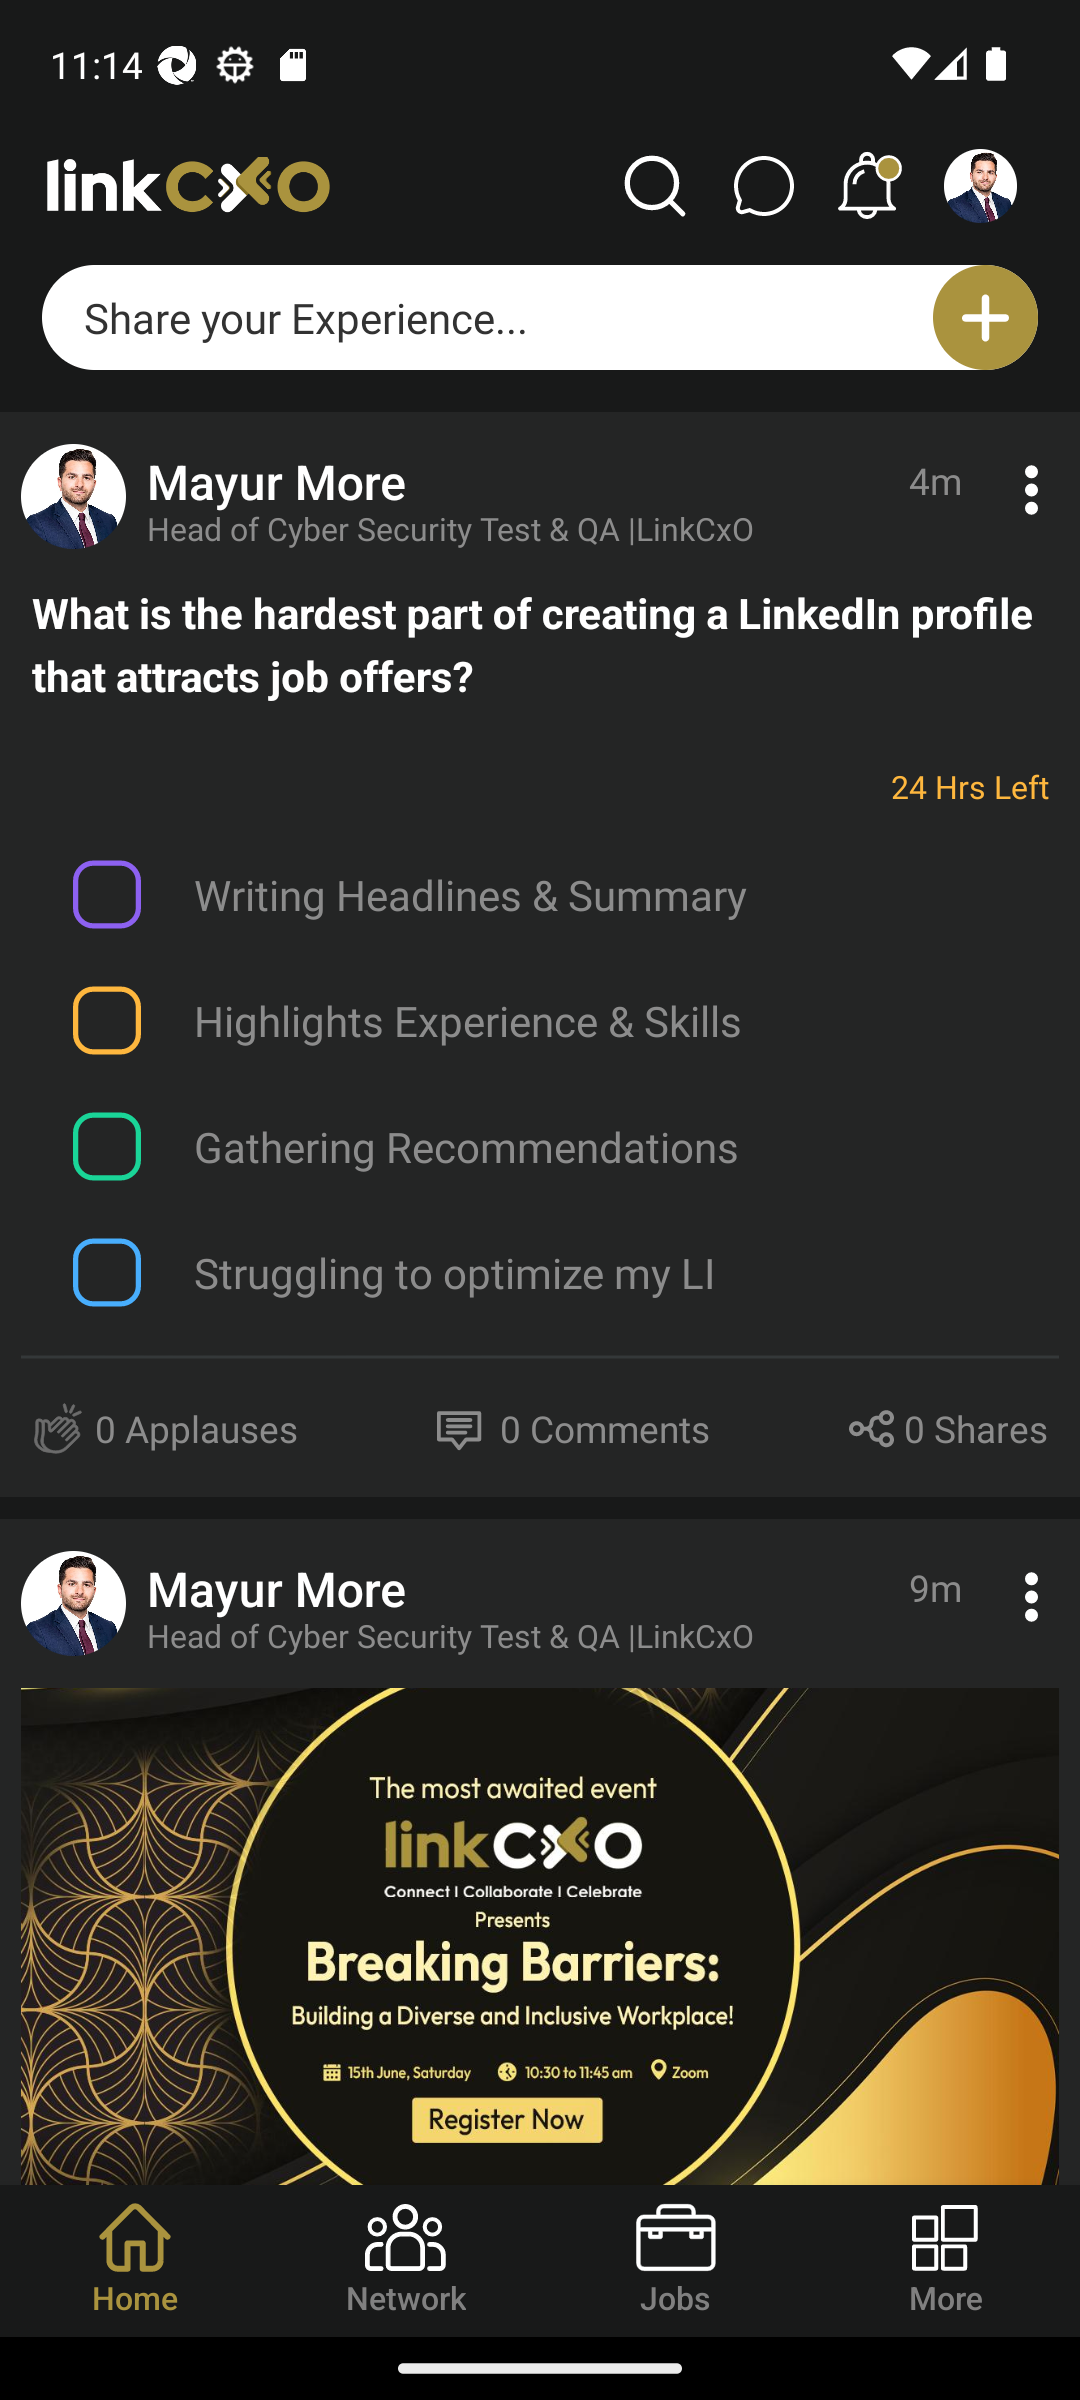 11:14
linkCXO
Share your Experience...
Mayur More
4m
Head of Cyber Security Test & QA |LinkCxO
What is the hardest part of creating a LinkedIn profile
that attracts job offers?
24 Hrs Left
Writing Headlines & Summary
Highlights Experience & Skills
Gathering Recommendations
Struggling to optimize my LI
0 Applauses
0 Comments
0 Shares
Mayur More
9m
Head of Cyber Security Test & QA |LinkCxO
The most awaited event
linkCXO
Connect I Collaborate I Celebrate
Presents
Breaking Barriers:
Building a Diverse and Inclusive Workplace!
15th June, Saturday 10:30 to 11:45 am Zoom
Register Now
Home
Network
Jobs
More